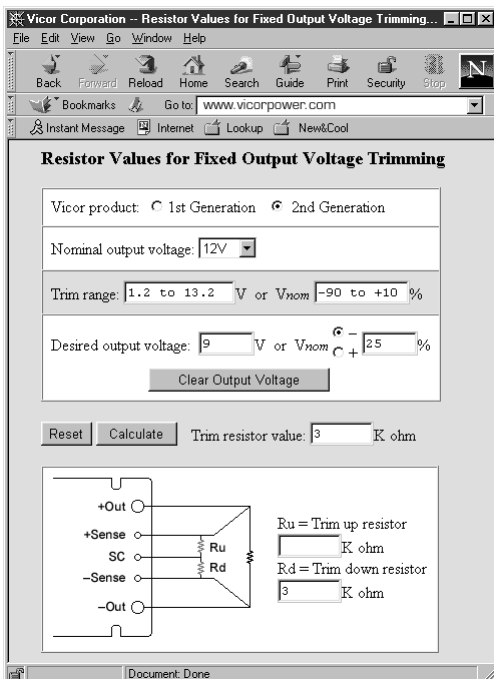 Vicor Corporation -- Resistor Values for Fixed Output Voltage Trimming...
File Edit View Go Window Help
Back Forward Reload Home Search Guide Print Security Stop N
Bookmarks Go to: www.vicorpower.com
Instant Message Internet Lookup New&Cool
Resistor Values for Fixed Output Voltage Trimming
Vicor product: 1st Generation 2nd Generation
Nominal output voltage: 12V
Trim range: 1.2 to 13.2 V or Vnom -90 to +10 %
Desired output voltage: 9 V or Vnom – + 25 %
Clear Output Voltage
Reset Calculate Trim resistor value: 3 K ohm
+Out
+Sense
SC
–Sense
–Out
Ru
Rd
Ru = Trim up resistor
K ohm
Rd = Trim down resistor
3 K ohm
Document: Done